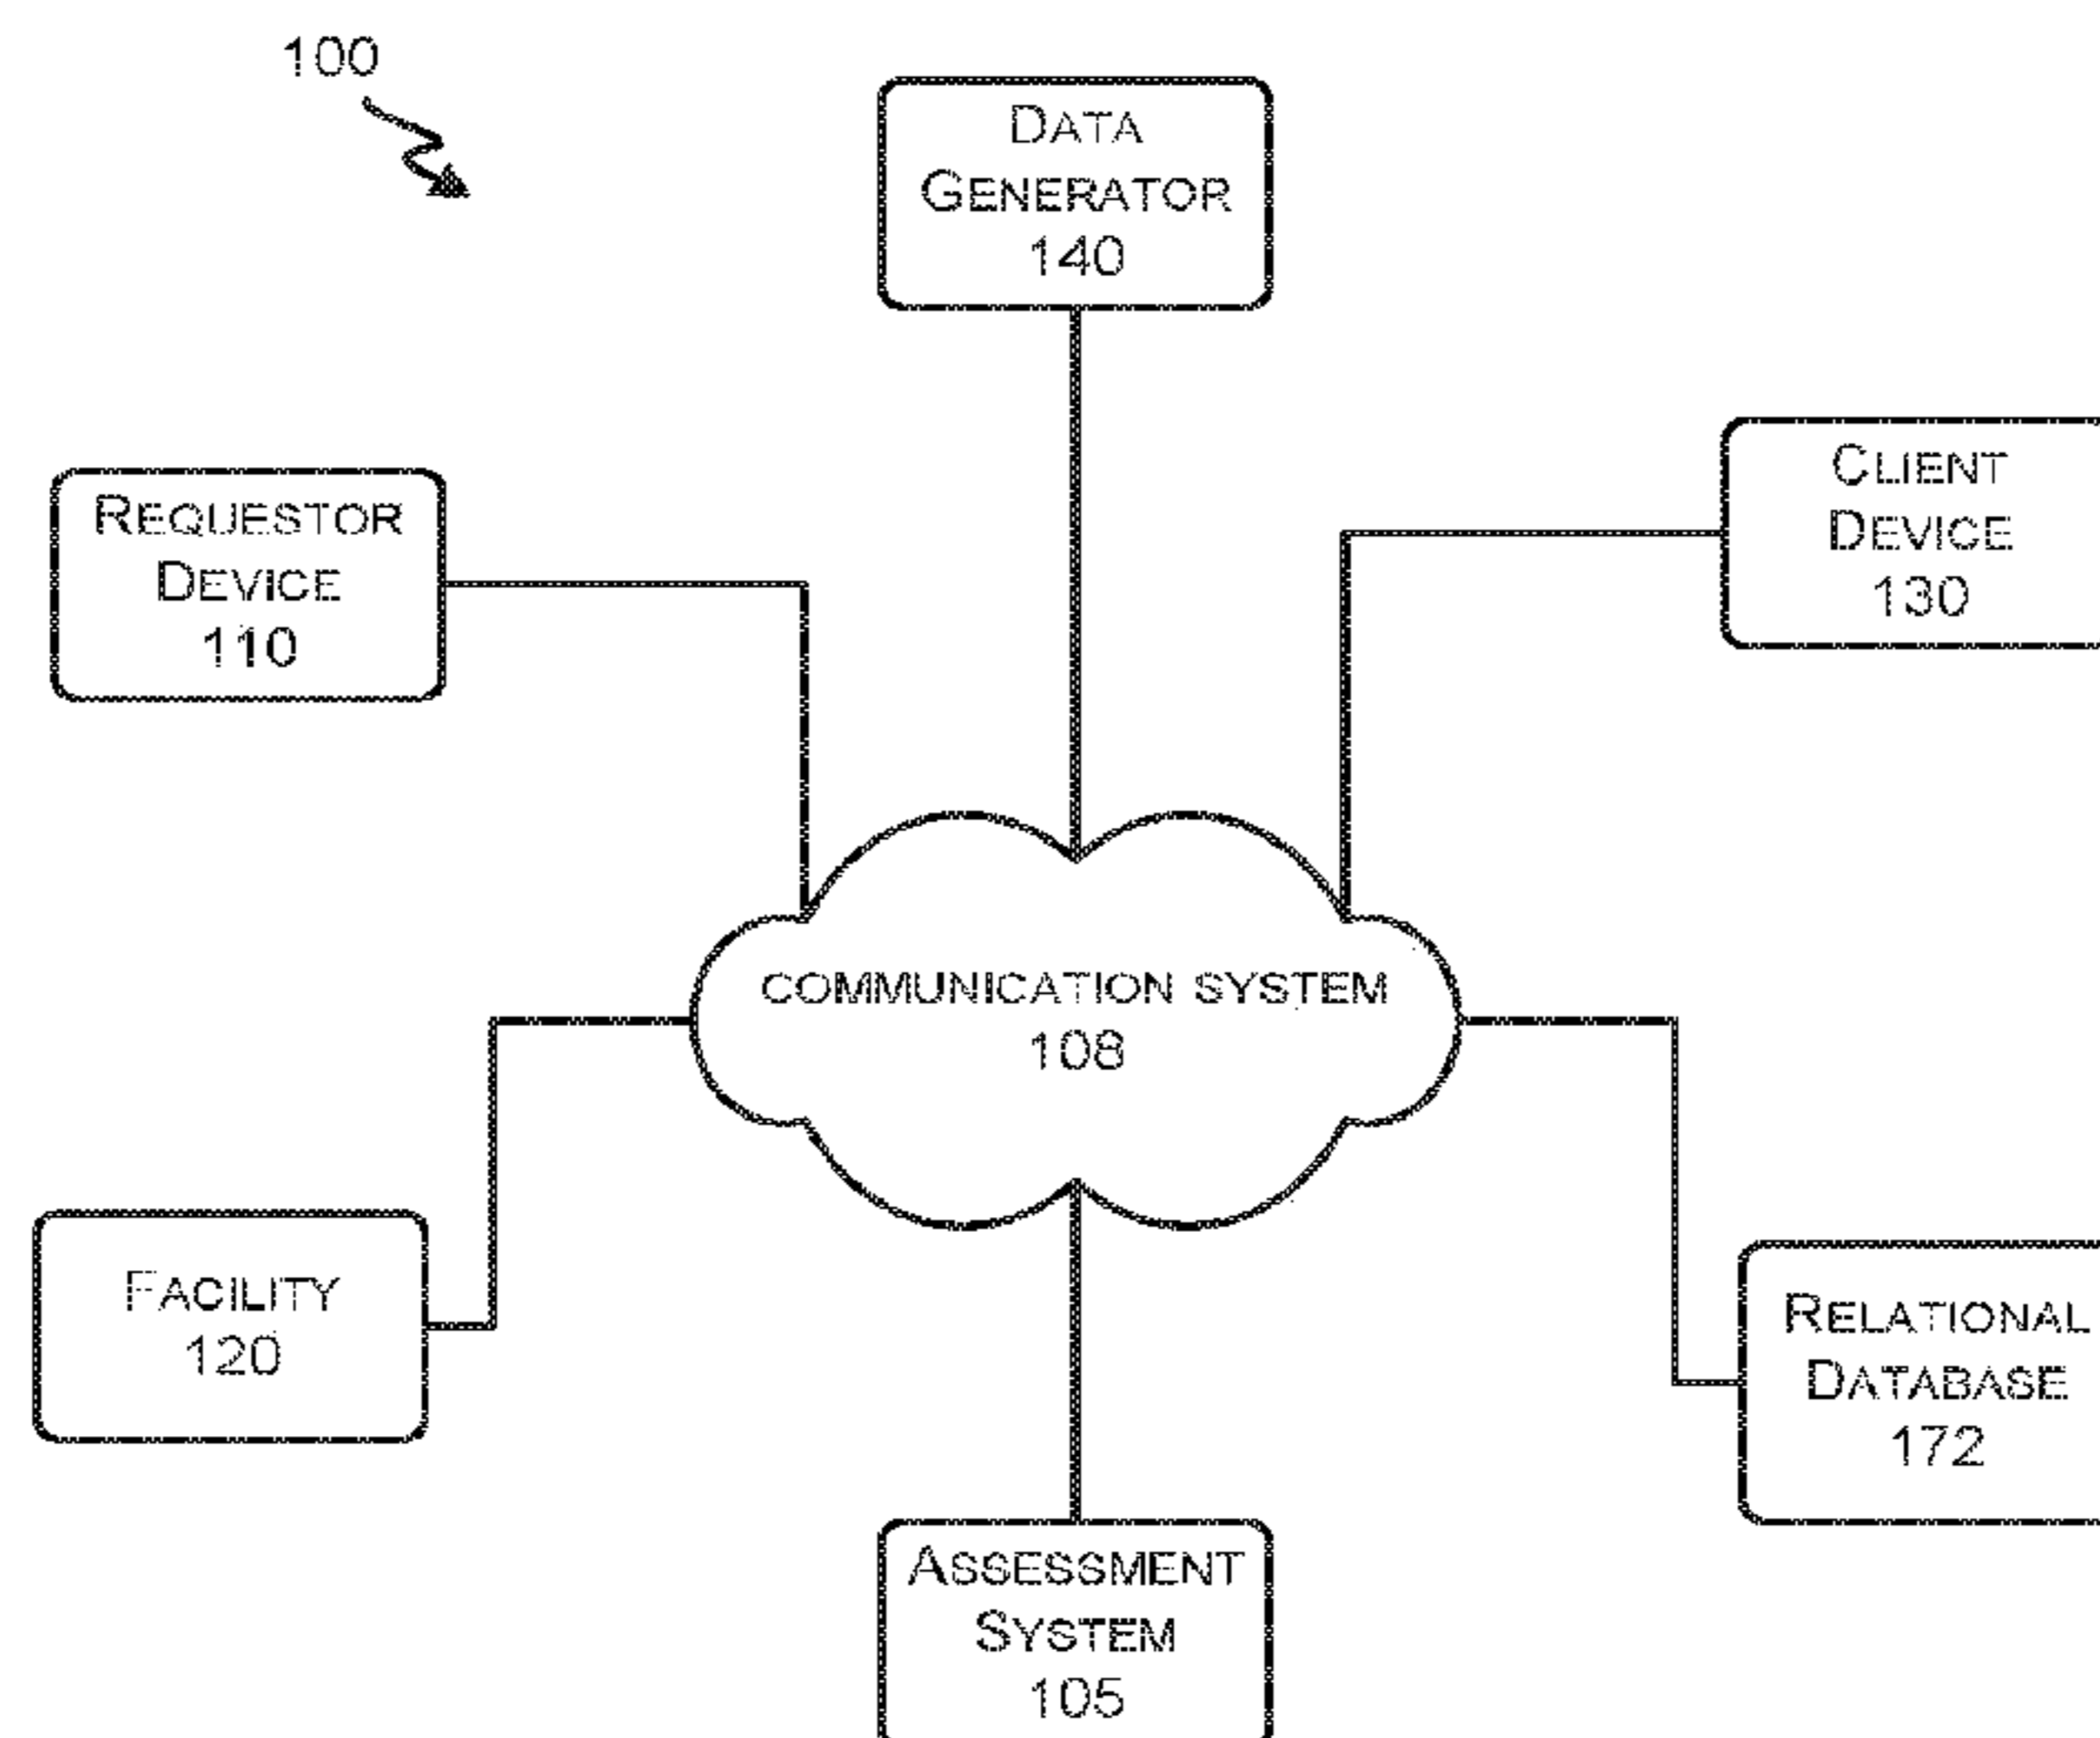 100
DATA
GENERATOR
140
CLIENT
DEVICE
130
REQUESTOR
DEVICE
110
COMMUNICATION SYSTEM
108
FACILITY
120
RELATIONAL
DATABASE
172
ASSESSMENT
SYSTEM
105